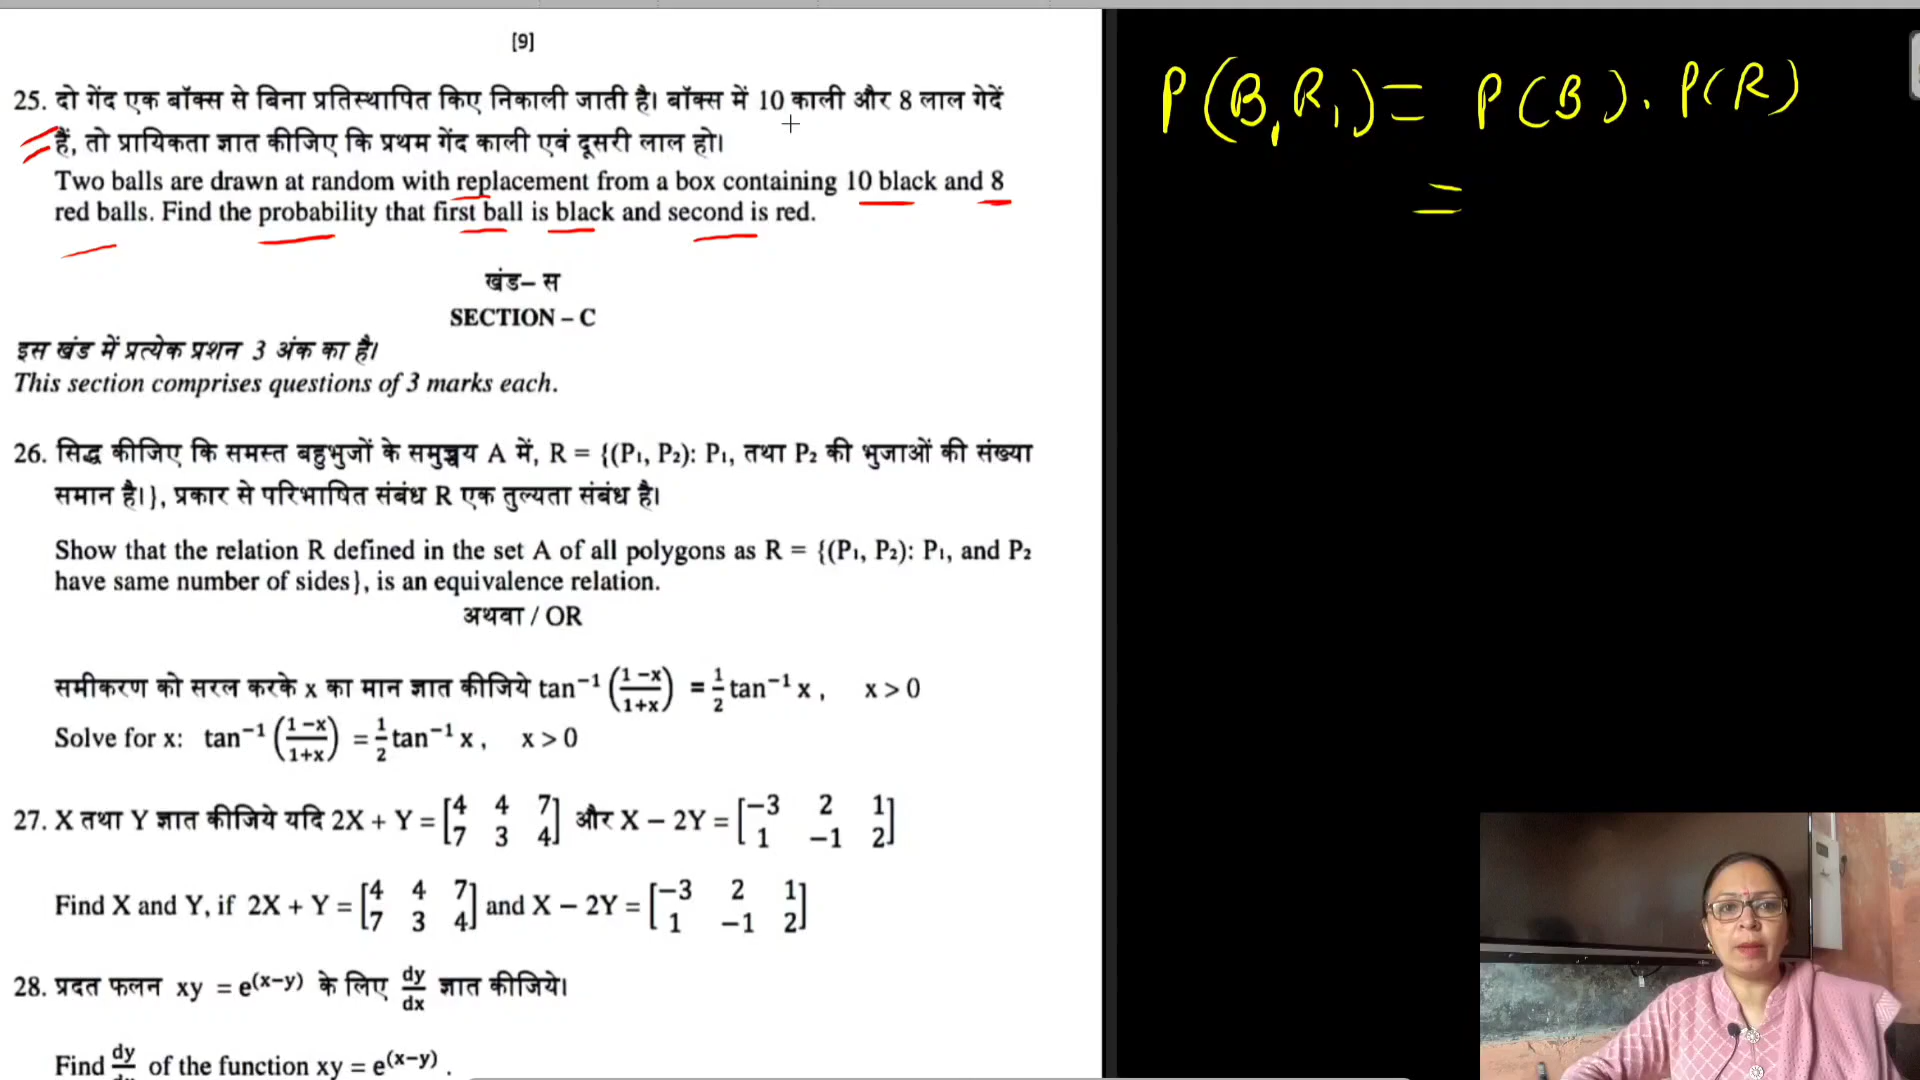 [9]
25. दो गेंद एक बॉक्स से बिना प्रतिस्थापित किए निकाली जाती है। बॉक्स में 10 काली और 8 लाल गेदें
हैं, तो प्रायिकता ज्ञात कीजिए कि प्रथम गेंद काली एवं दूसरी लाल हो।
Two balls are drawn at random with replacement from a box containing 10 black and 8
red balls. Find the probability that first ball is black and second is red.
खंड– स
SECTION – C
इस खंड में प्रत्येक प्रशन 3 अंक का है।
This section comprises questions of 3 marks each.
26. सिद्ध कीजिए कि समस्त बहुभुजों के समुच्चय A में, R = {(P₁, P₂): P₁, तथा P₂ की भुजाओं की संख्या
समान है।}, प्रकार से परिभाषित संबंध R एक तुल्यता संबंध है।
Show that the relation R defined in the set A of all polygons as R = {(P₁, P₂): P₁, and P₂
have same number of sides}, is an equivalence relation.
अथवा / OR
समीकरण को सरल करके x का मान ज्ञात कीजिये tan⁻¹ ((1−x)/(1+x)) = 1/2 tan⁻¹ x , x > 0
Solve for x: tan⁻¹ ((1−x)/(1+x)) = 1/2 tan⁻¹ x , x > 0
27. X तथा Y ज्ञात कीजिये यदि 2X + Y = [4 4 7; 7 3 4] और X – 2Y = [−3 2 1; 1 −1 2]
Find X and Y, if 2X + Y = [4 4 7; 7 3 4] and X – 2Y = [−3 2 1; 1 −1 2]
28. प्रदत फलन xy = e^(x−y) के लिए dy/dx ज्ञात कीजिये।
Find dy/dx of the function xy = e^(x−y) .
P(B₁R₁) = P(B). P(R)
=